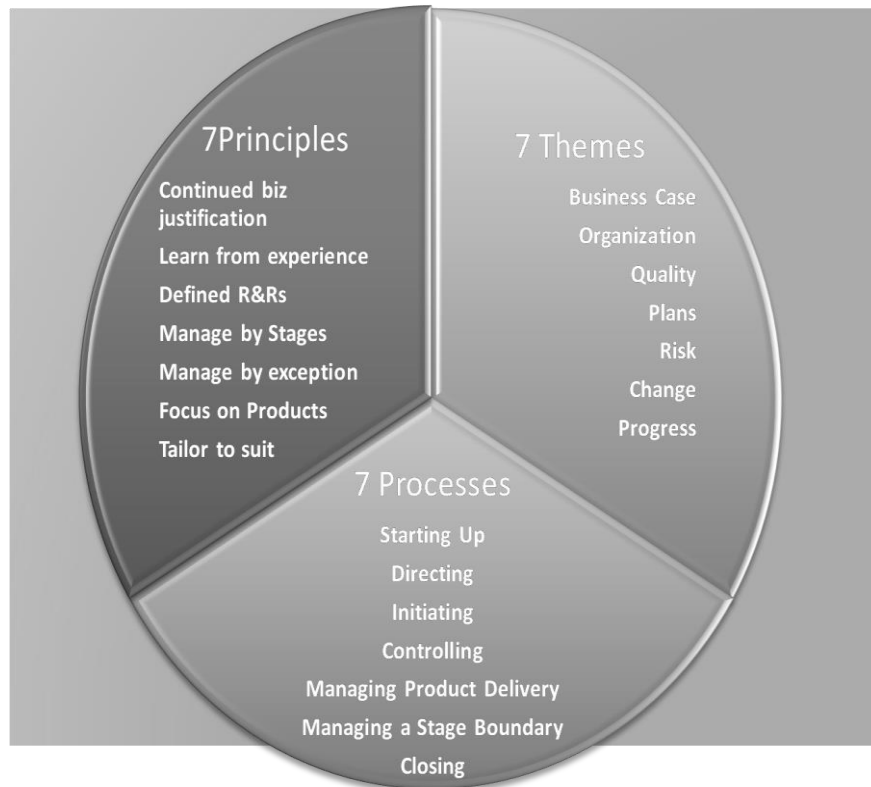 7Principles
Continued biz
justification
Learn from experience
Defined R&Rs
Manage by Stages
Manage by exception
Focus on Products
Tailor to suit
7 Themes
Business Case
Organization
Quality
Plans
Risk
Change
Progress
7 Processes
Starting Up
Directing
Initiating
Controlling
Managing Product Delivery
Managing a Stage Boundary
Closing